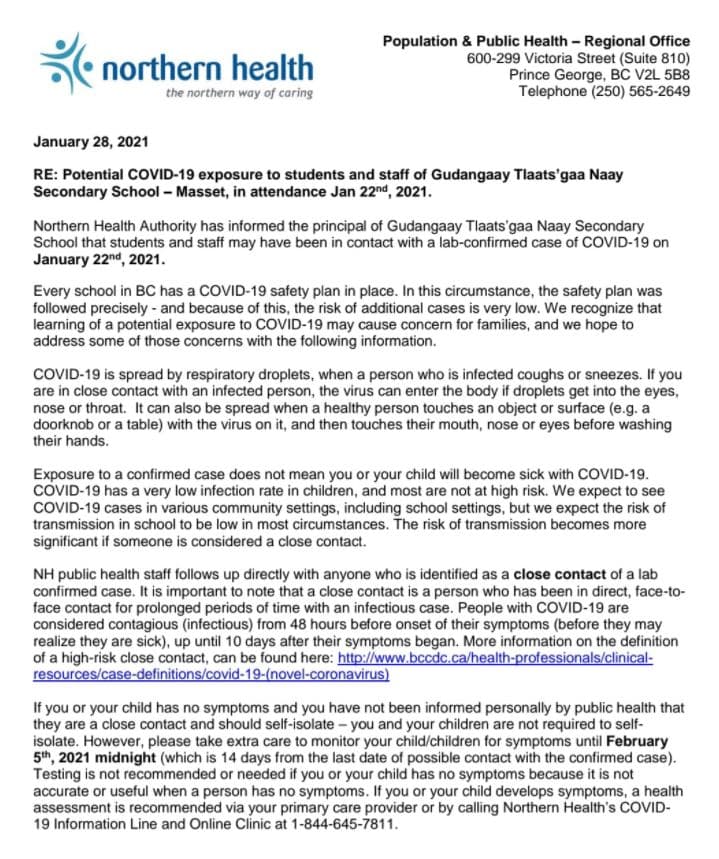 northern health
the northern way of caring
Population & Public Health – Regional Office
600-299 Victoria Street (Suite 810)
Prince George, BC V2L 5B8
Telephone (250) 565-2649
January 28, 2021
RE: Potential COVID-19 exposure to students and staff of Gudangaay Tlaats'gaa Naay
Secondary School – Masset, in attendance Jan 22nd, 2021.
Northern Health Authority has informed the principal of Gudangaay Tlaats'gaa Naay Secondary
School that students and staff may have been in contact with a lab-confirmed case of COVID-19 on
January 22nd, 2021.
Every school in BC has a COVID-19 safety plan in place. In this circumstance, the safety plan was
followed precisely - and because of this, the risk of additional cases is very low. We recognize that
learning of a potential exposure to COVID-19 may cause concern for families, and we hope to
address some of those concerns with the following information.
COVID-19 is spread by respiratory droplets, when a person who is infected coughs or sneezes. If you
are in close contact with an infected person, the virus can enter the body if droplets get into the eyes,
nose or throat.  It can also be spread when a healthy person touches an object or surface (e.g. a
doorknob or a table) with the virus on it, and then touches their mouth, nose or eyes before washing
their hands.
Exposure to a confirmed case does not mean you or your child will become sick with COVID-19.
COVID-19 has a very low infection rate in children, and most are not at high risk. We expect to see
COVID-19 cases in various community settings, including school settings, but we expect the risk of
transmission in school to be low in most circumstances. The risk of transmission becomes more
significant if someone is considered a close contact.
NH public health staff follows up directly with anyone who is identified as a close contact of a lab
confirmed case. It is important to note that a close contact is a person who has been in direct, face-to-
face contact for prolonged periods of time with an infectious case. People with COVID-19 are
considered contagious (infectious) from 48 hours before onset of their symptoms (before they may
realize they are sick), up until 10 days after their symptoms began. More information on the definition
of a high-risk close contact, can be found here: http://www.bccdc.ca/health-professionals/clinical-
resources/case-definitions/covid-19-(novel-coronavirus)
If you or your child has no symptoms and you have not been informed personally by public health that
they are a close contact and should self-isolate – you and your children are not required to self-
isolate. However, please take extra care to monitor your child/children for symptoms until February
5th, 2021 midnight (which is 14 days from the last date of possible contact with the confirmed case).
Testing is not recommended or needed if you or your child has no symptoms because it is not
accurate or useful when a person has no symptoms. If you or your child develops symptoms, a health
assessment is recommended via your primary care provider or by calling Northern Health's COVID-
19 Information Line and Online Clinic at 1-844-645-7811.